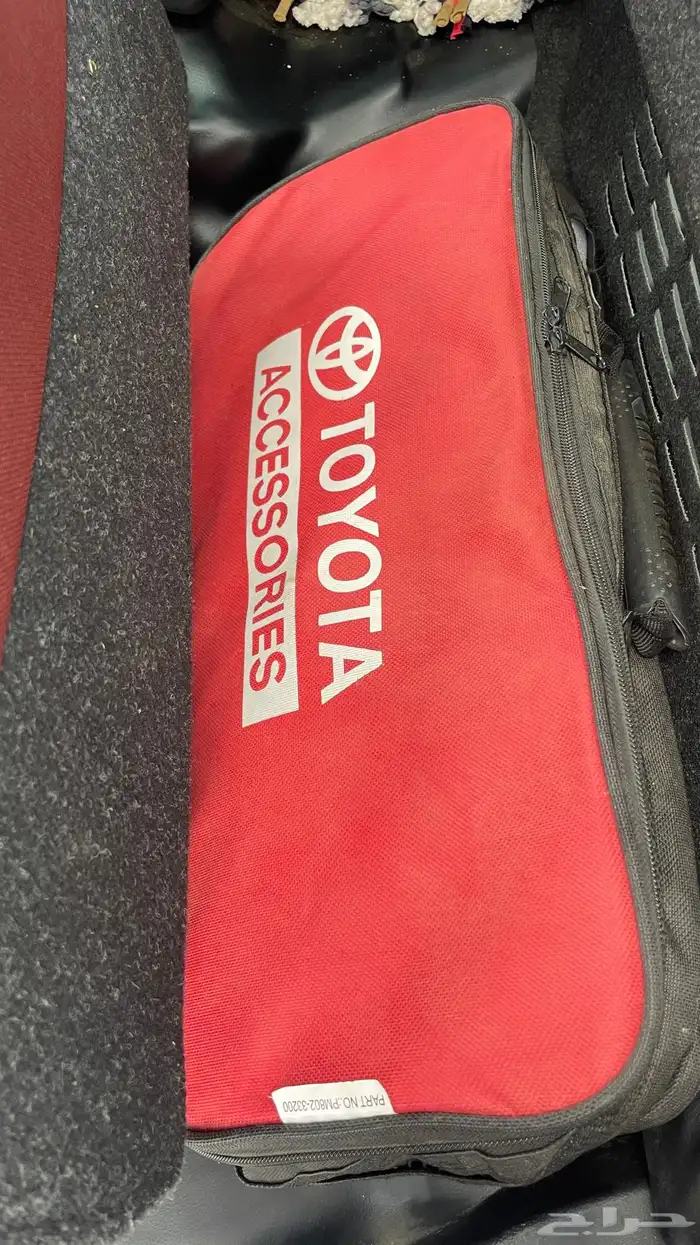 TOYOTA
ACCESSORIES
PART NO.:PM802-33200
حراج